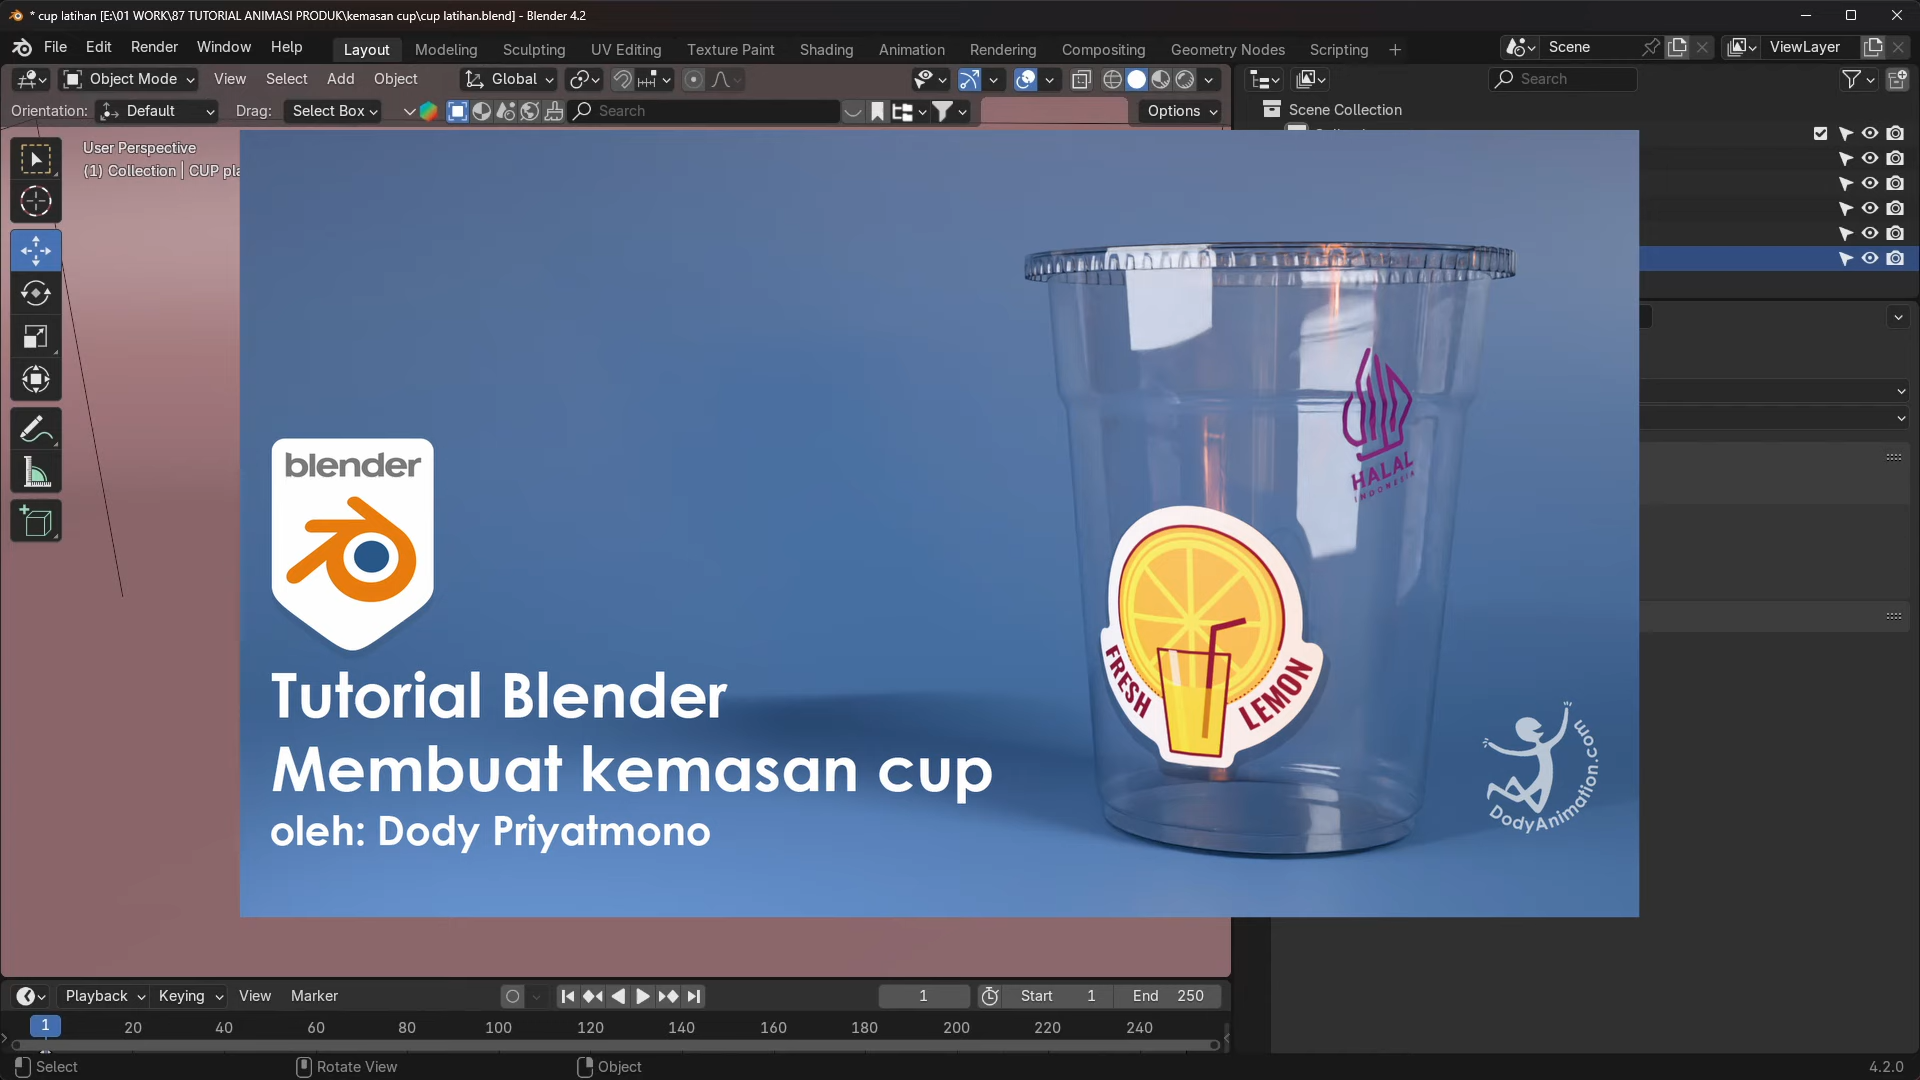 * cup latihan [E:\01 WORK\87 TUTORIAL ANIMASI PRODUK\kemasan cup\cup latihan.blend] - Blender 4.2
File Edit Render Window Help Layout Modeling Sculpting UV Editing Texture Paint Shading Animation Rendering Compositing Geometry Nodes Scripting + Scene ViewLayer
Object Mode View Select Add Object Global Search
Orientation: Default Drag: Select Box Search Options Scene Collection
User Perspective
(1) Collection | CUP pla
HALAL
INDONESIA
blender
FRESH LEMON
Tutorial Blender
Membuat kemasan cup
oleh: Dody Priyatmono
DodyAnimation.com
Playback Keying View Marker 1 Start 1 End 250
1 20 40 60 80 100 120 140 160 180 200 220 240
Select Rotate View Object 4.2.0